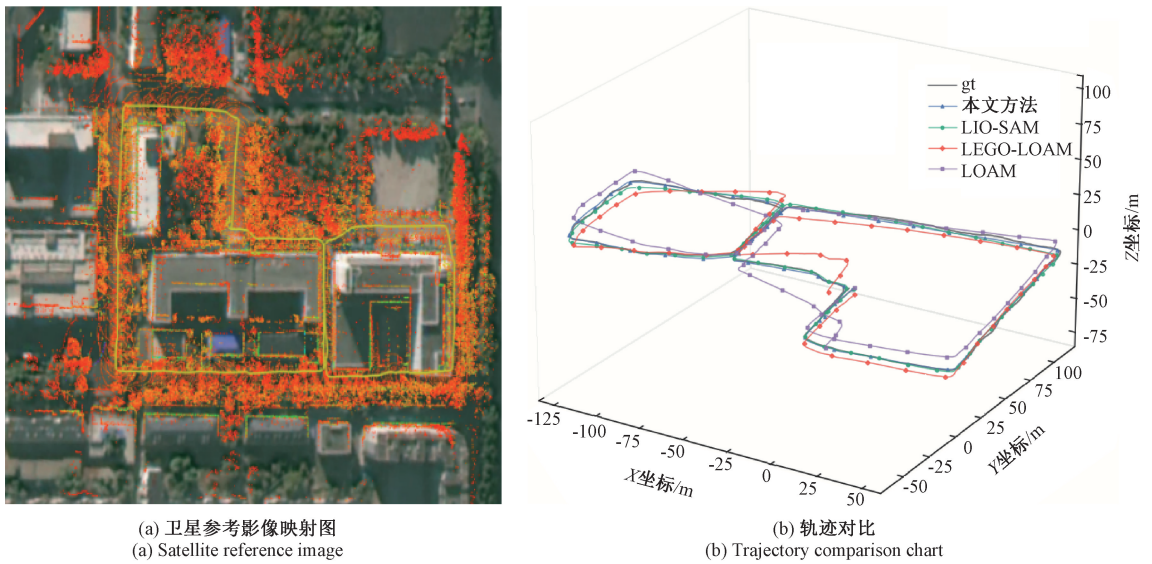 gt
本文方法
LIO-SAM
LEGO-LOAM
LOAM
100
75
50
25
0
-25
-50
-75
Z坐标/m
-125
-100
-75
-50
-25
0
25
50
X坐标/m
-50
-25
0
25
50
75
100
Y坐标/m
(a) 卫星参考影像映射图
(a) Satellite reference image
(b) 轨迹对比
(b) Trajectory comparison chart